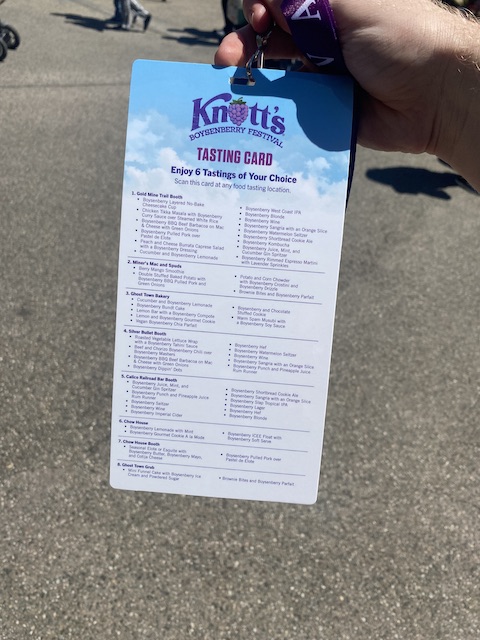 Knott's
BOYSENBERRY FESTIVAL
TASTING CARD
Enjoy 6 Tastings of Your Choice
Scan this card at any food tasting location.
1. Gold Mine Trail Booth
• Boysenberry Layered No-Bake
Cheesecake Cup
• Chicken Tikka Masala with Boysenberry
Curry Sauce over Steamed White Rice
• Boysenberry BBQ Beef Barbacoa on Mac
& Cheese with Green Onions
• Boysenberry Pulled Pork over
Pastel de Elote
• Peach and Cheese Burrata Caprese Salad
with a Boysenberry Dressing
• Cucumber and Boysenberry Lemonade
• Boysenberry West Coast IPA
• Boysenberry Blonde
• Boysenberry Wine
• Boysenberry Sangria with an Orange Slice
• Boysenberry Watermelon Seltzer
• Boysenberry Shortbread Cookie Ale
• Boysenberry Kombucha
• Boysenberry Juice, Mint, and
Cucumber Gin Spritzer
• Boysenberry Rimmed Espresso Martini
with Lavender Sprinkles
2. Miner's Mac and Spuds
• Berry Mango Smoothie
• Double Stuffed Baked Potato with
Boysenberry BBQ Pulled Pork and
Green Onions
• Potato and Corn Chowder
with Boysenberry Crostini and
Boysenberry Drizzle
• Brownie Bites and Boysenberry Parfait
3. Ghost Town Bakery
• Cucumber and Boysenberry Lemonade
• Boysenberry Bundt Cake
• Lemon Bar with a Boysenberry Compote
• Lemon and Boysenberry Gourmet Cookie
• Vegan Boysenberry Chia Parfait
• Boysenberry and Chocolate
Stuffed Cookie
• Warm Spam Musubi with
a Boysenberry Soy Sauce
4. Silver Bullet Booth
• Roasted Vegetable Lettuce Wrap
with a Boysenberry Tahini Sauce
• Beef and Chorizo Boysenberry Chili over
Boysenberry Mashers
• Boysenberry BBQ Beef Barbacoa on Mac
& Cheese with Green Onions
• Boysenberry Dippin' Dots
• Boysenberry Hef
• Boysenberry Watermelon Seltzer
• Boysenberry Wine
• Boysenberry Sangria with an Orange Slice
• Boysenberry Punch and Pineapple Juice
Rum Runner
5. Calico Railroad Bar Booth
• Boysenberry Juice, Mint, and
Cucumber Gin Spritzer
• Boysenberry Punch and Pineapple Juice
Rum Runner
• Boysenberry Seltzer
• Boysenberry Wine
• Boysenberry Imperial Cider
• Boysenberry Shortbread Cookie Ale
• Boysenberry Sangria with an Orange Slice
• Boysenberry Slap Tropical IPA
• Boysenberry Lager
• Boysenberry Hef
• Boysenberry Blonde
6. Chow House
• Boysenberry Lemonade with Mint
• Boysenberry Gourmet Cookie A la Mode
• Boysenberry ICEE Float with
Boysenberry Soft Serve
7. Chow House Booth
• Seasonal Elote or Esquite with
Boysenberry Butter, Boysenberry Mayo,
and Cotija Cheese
• Boysenberry Pulled Pork over
Pastel de Elote
8. Ghost Town Grub
• Mini Funnel Cake with Boysenberry Ice
Cream and Powdered Sugar
• Brownie Bites and Boysenberry Parfait